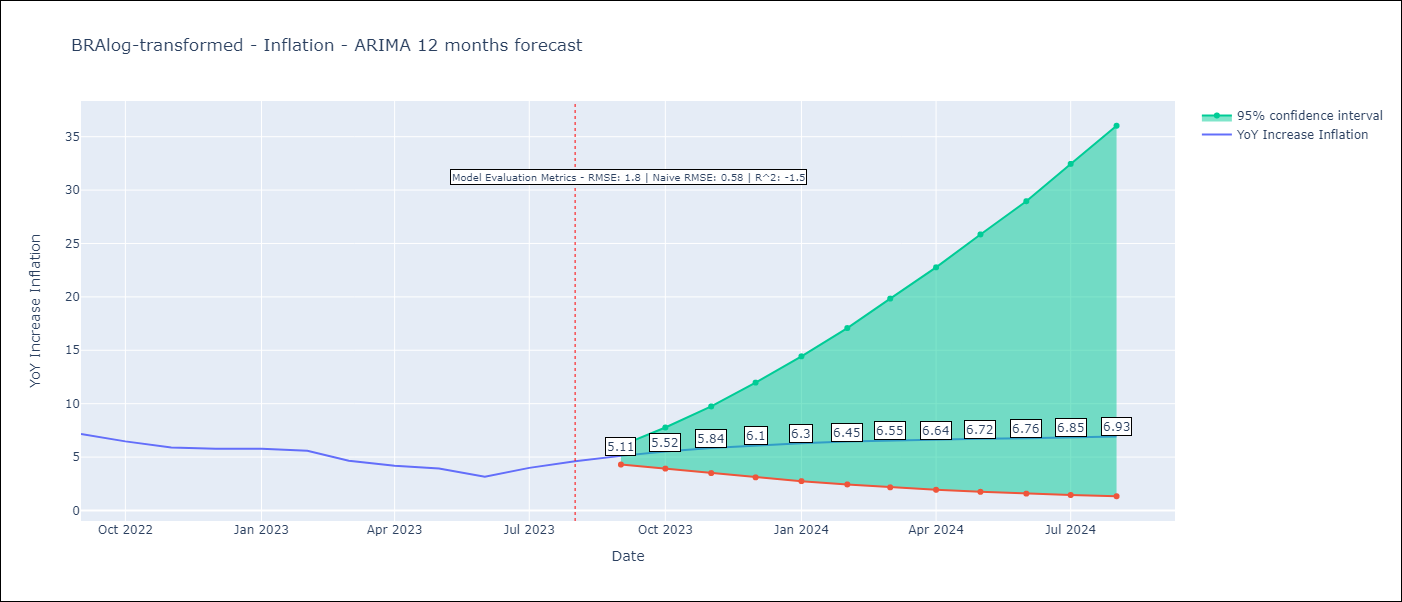 BRAlog-transformed - Inflation - ARIMA 12 months forecast
95% confidence interval
YoY Increase Inflation
Model Evaluation Metrics - RMSE: 1.8 | Naive RMSE: 0.58 | R^2: -1.5
YoY Increase Inflation
35
30
25
20
15
10
5
0
5.11
5.52
5.84
6.1
6.3
6.45
6.55
6.64
6.72
6.76
6.85
6.93
Oct 2022
Jan 2023
Apr 2023
Jul 2023
Oct 2023
Jan 2024
Apr 2024
Jul 2024
Date